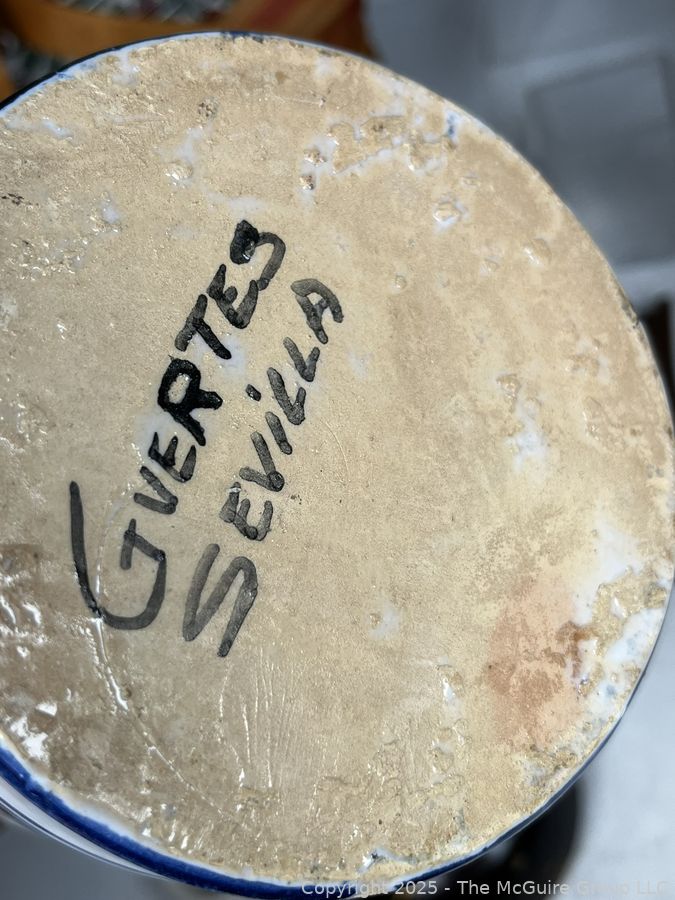 GVERTES
SEVILLA
Copyright 2025 - The McGuire Group LLC